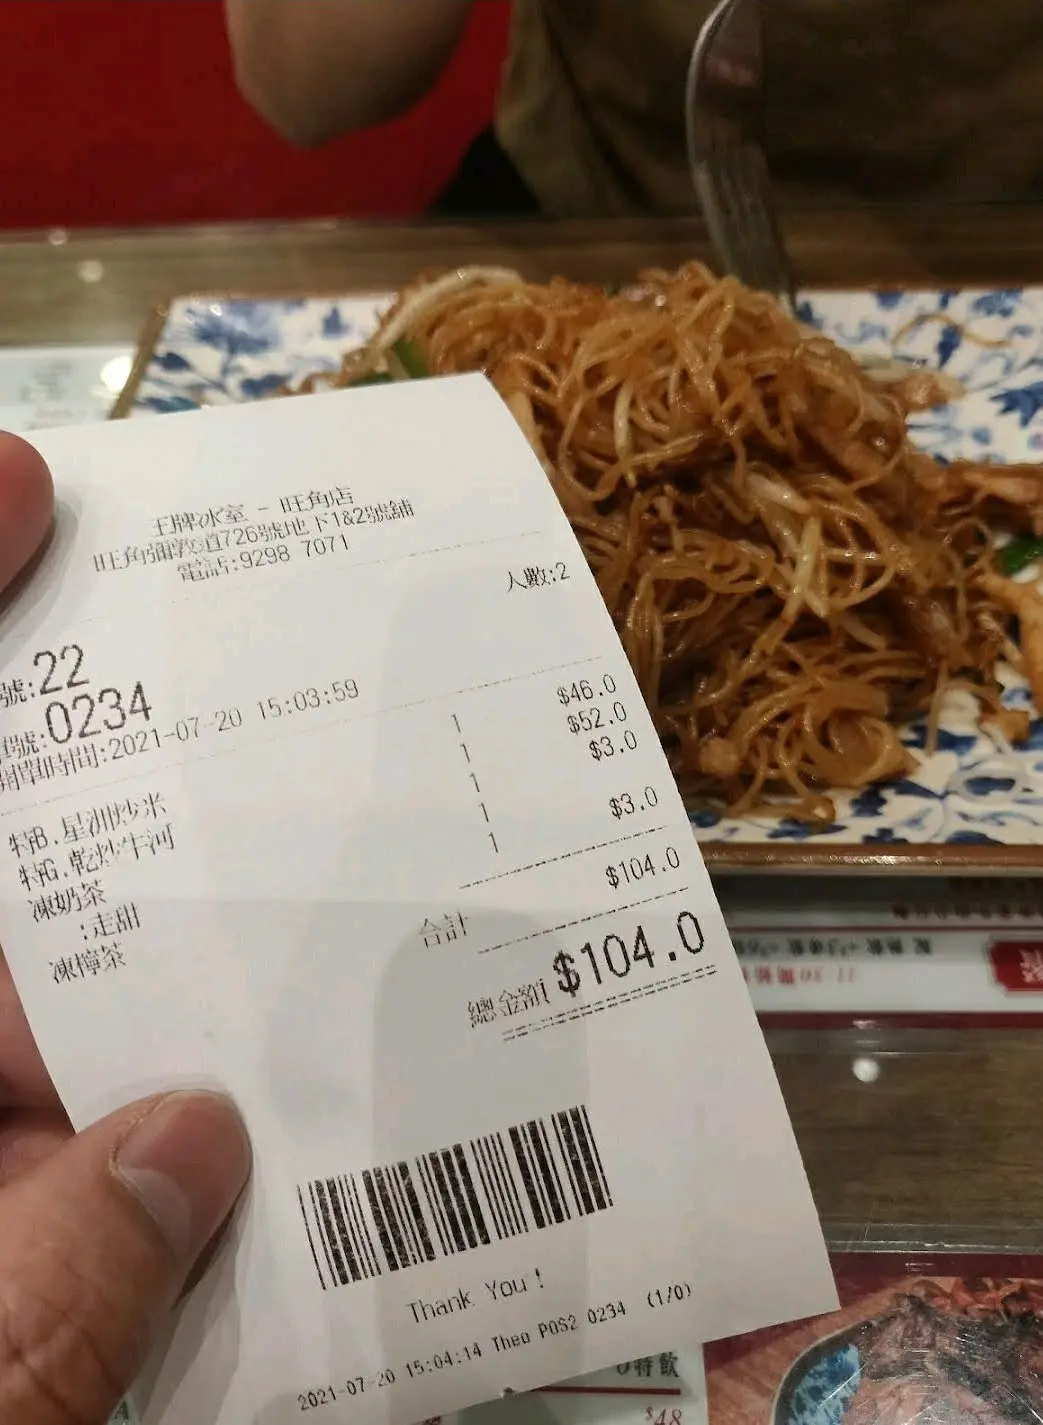 王牌冰室 - 旺角店
旺角彌敦道726號地下1&2號舖
電話:9298 7071
人數:2
號:22
單號:0234
開單時間:2021-07-20 15:03:59
特B.星洲炒米 1 $46.0
特G.乾炒牛河 1 $52.0
凍奶茶 1 $3.0
:走甜 1
凍檸茶 1 $3.0
合計 $104.0
總金額 $104.0
Thank You !
2021-07-20 15:04:14 Theo POS2 0234 (1/0)
特飲
$48